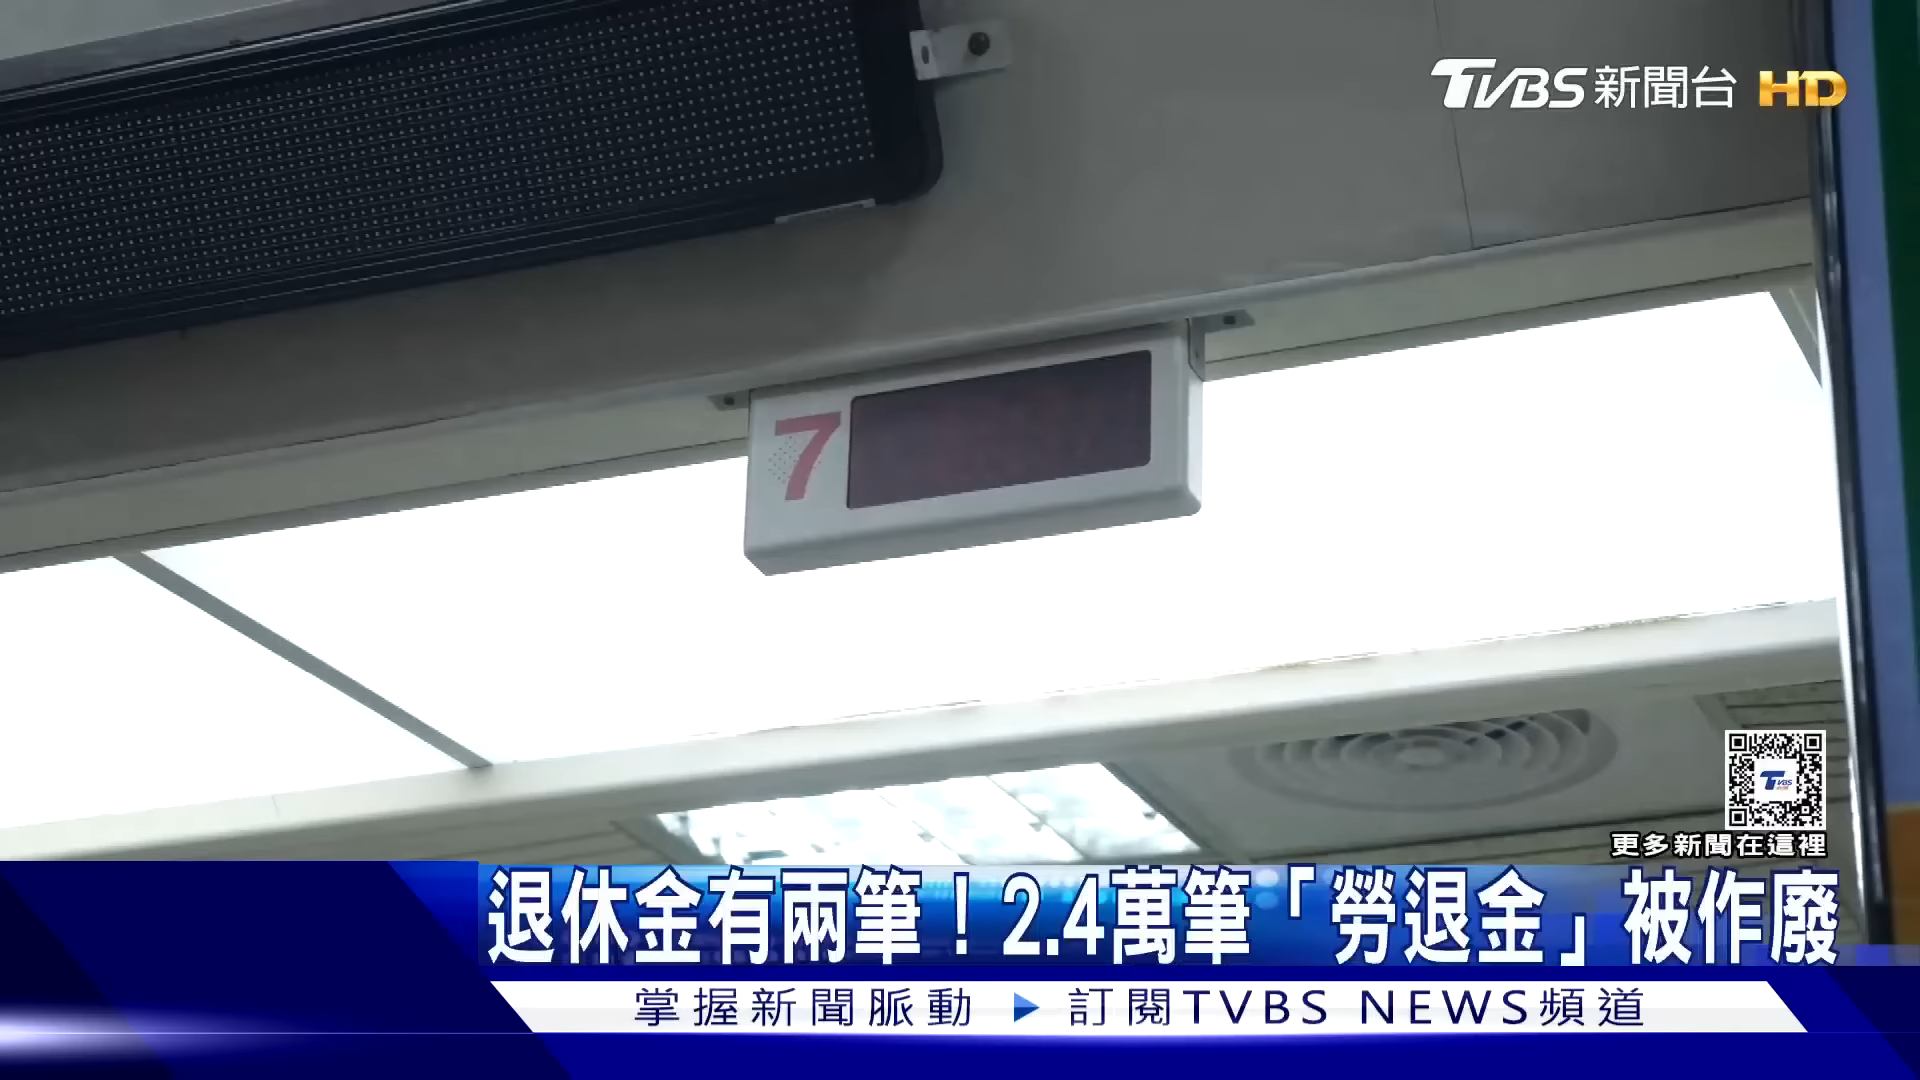 TVBS新聞台 HD
7
TVBS
更多新聞在這裡
退休金有兩筆！2.4萬筆「勞退金」被作廢
掌握新聞脈動 ▶ 訂閱TVBS NEWS頻道